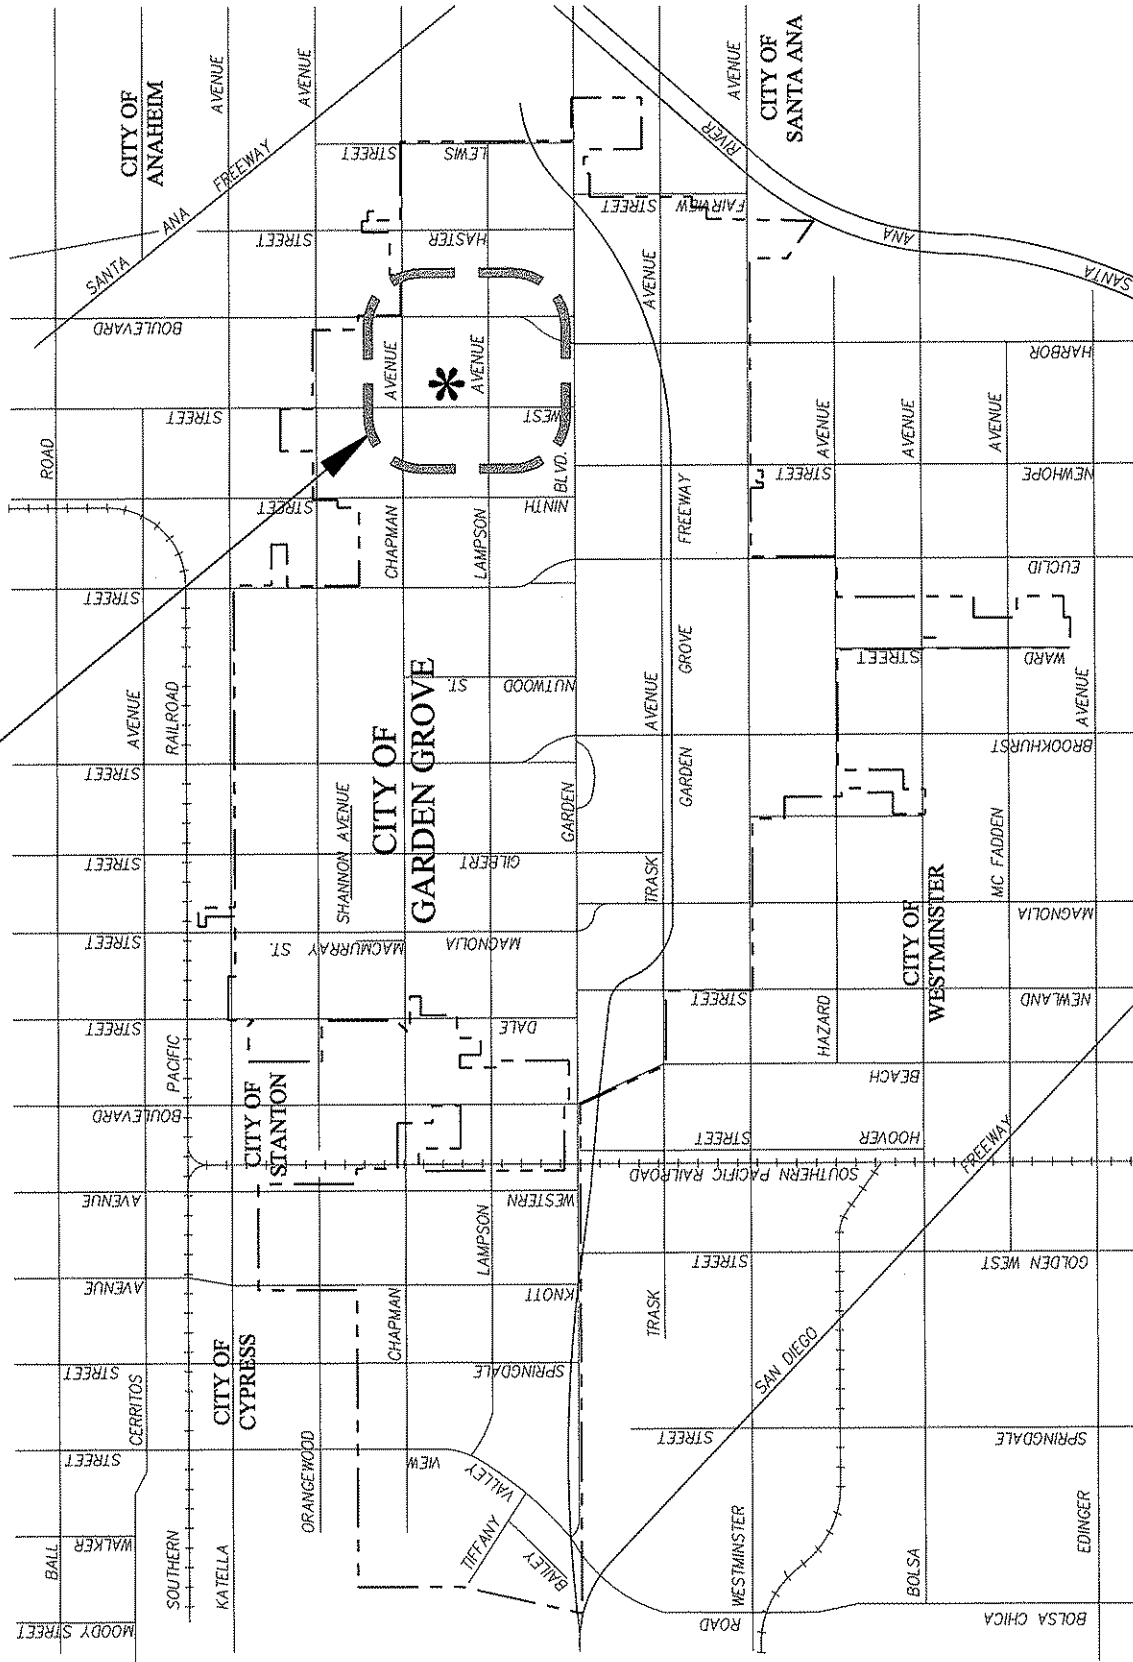 MOODY STREET
WALKER
STREET
STREET
AVENUE
AVENUE
BOULEVARD
STREET
STREET
STREET
STREET
STREET
STREET
STREET
BOULEVARD
BALL
ROAD
CERRITOS
AVENUE
SOUTHERN
PACIFIC
RAILROAD
KATELLA
AVENUE
CITY OF
CYPRESS
CITY OF
STANTON
CITY OF
ANAHEIM
SANTA
ANA
FREEWAY
STREET
STREET
ORANGEWOOD
AVENUE
SHANNON AVENUE
MACMURRAY ST.
CITY OF
GARDEN GROVE
CHAPMAN
CHAPMAN
AVENUE
VALLEY
VIEW
SPRINGDALE
KNOTT
WESTERN
DALE
MAGNOLIA
GILBERT
NUTWOOD
ST.
NINTH
WEST
HASTER
LEWIS
*
LAMPSON
LAMPSON
AVENUE
TIFFANY
BAILEY
GARDEN
BLVD.
TRASK
TRASK
AVENUE
AVENUE
GARDEN
GROVE
FREEWAY
STREET
FAIRVIEW
SOUTHERN PACIFIC RAILROAD
ROAD
STREET
STREET
STREET
STREET
WESTMINSTER
AVENUE
SAN DIEGO
FREEWAY
CITY OF
SANTA ANA
RIVER
ANA
SANTA
HAZARD
AVENUE
STREET
STREET
CITY OF
WESTMINSTER
BOLSA
AVENUE
MC FADDEN
AVENUE
BOLSA CHICA
SPRINGDALE
GOLDEN WEST
HOOVER
BEACH
NEWLAND
MAGNOLIA
BROOKHURST
WARD
EUCLID
NEWHOPE
HARBOR
EDINGER
AVENUE